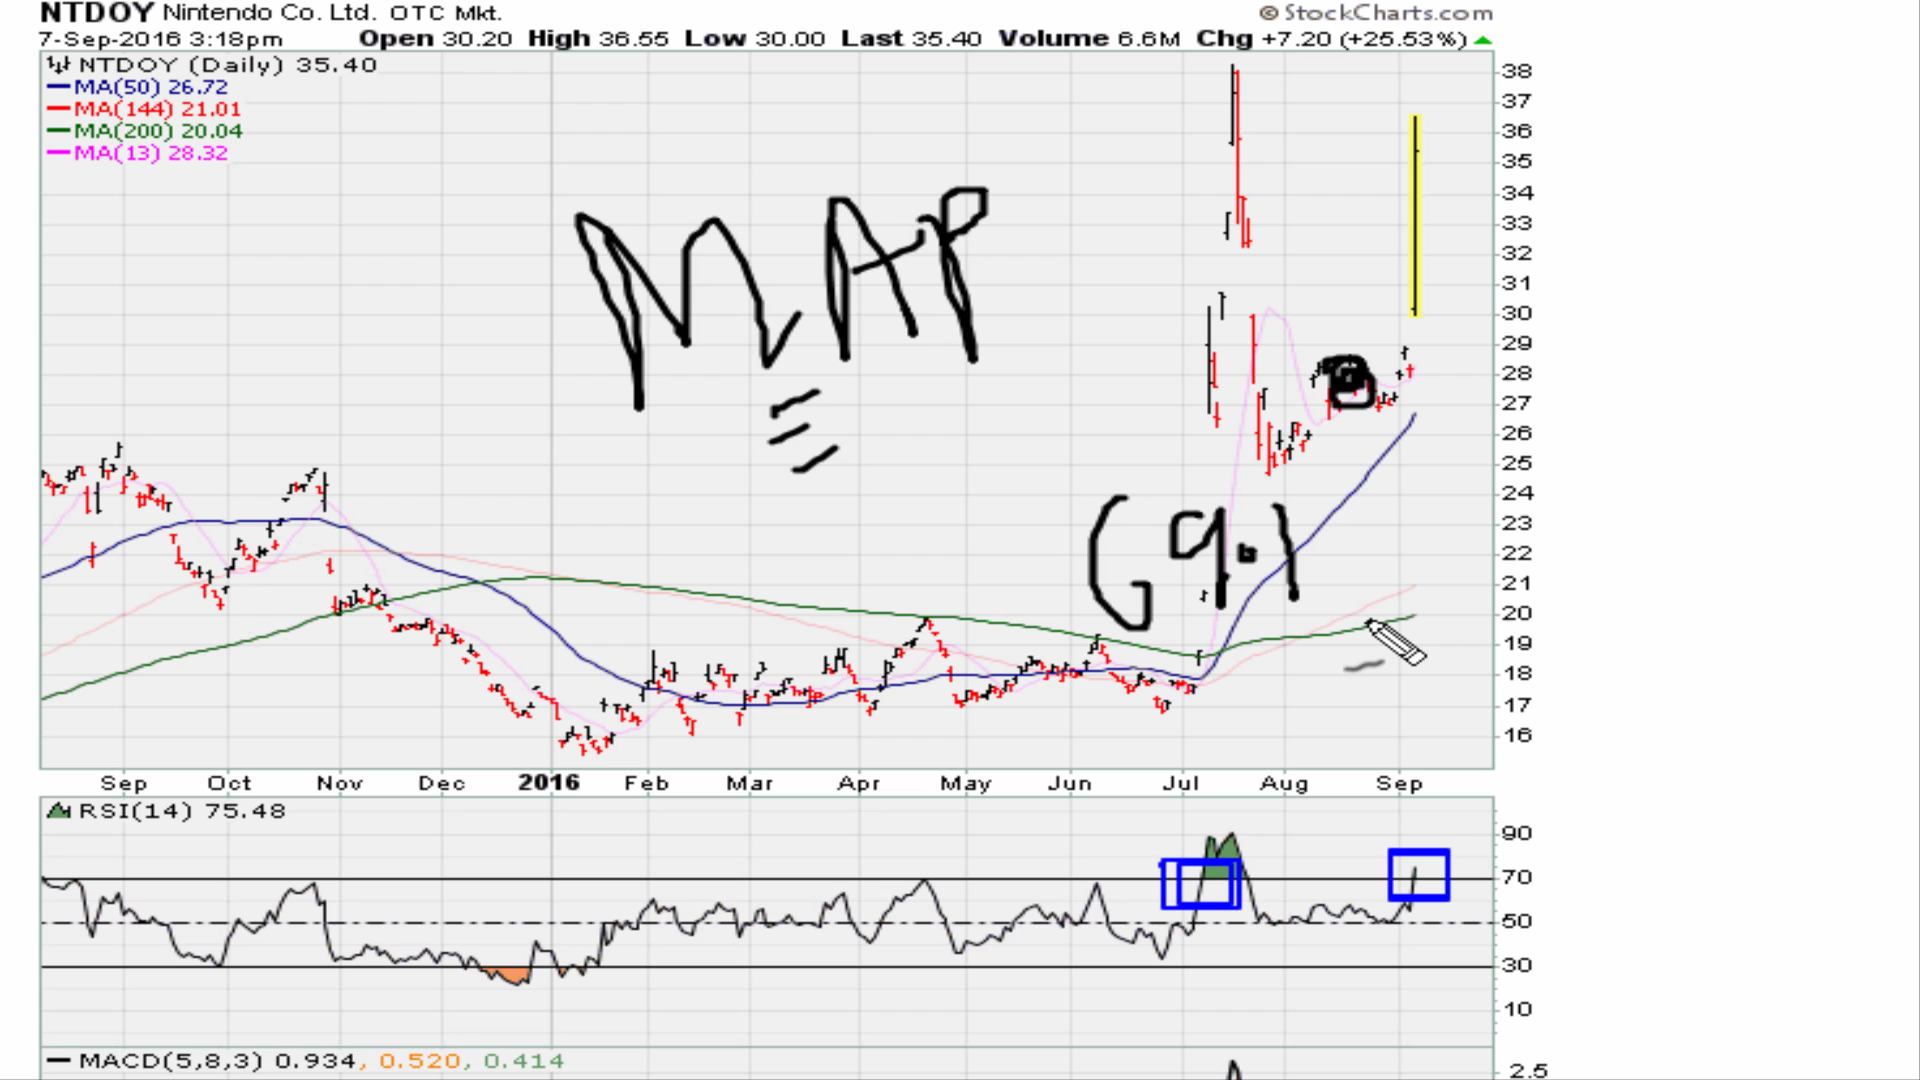 NTDOY Nintendo Co. Ltd. OTC Mkt. © StockCharts.com
7-Sep-2016 3:18pm Open 30.20 High 36.55 Low 30.00 Last 35.40 Volume 6.6M Chg +7.20 (+25.53%)
NTDOY (Daily) 35.40
MA(50) 26.72
MA(144) 21.01
MA(200) 20.04
MA(13) 28.32
38
37
36
35
34
33
32
31
30
29
28
27
26
25
24
23
22
21
20
19
18
17
16
MAP
Sep Oct Nov Dec 2016 Feb Mar Apr May Jun Jul Aug Sep
RSI(14) 75.48
90
70
50
30
10
MACD(5,8,3) 0.934, 0.520, 0.414
2.5